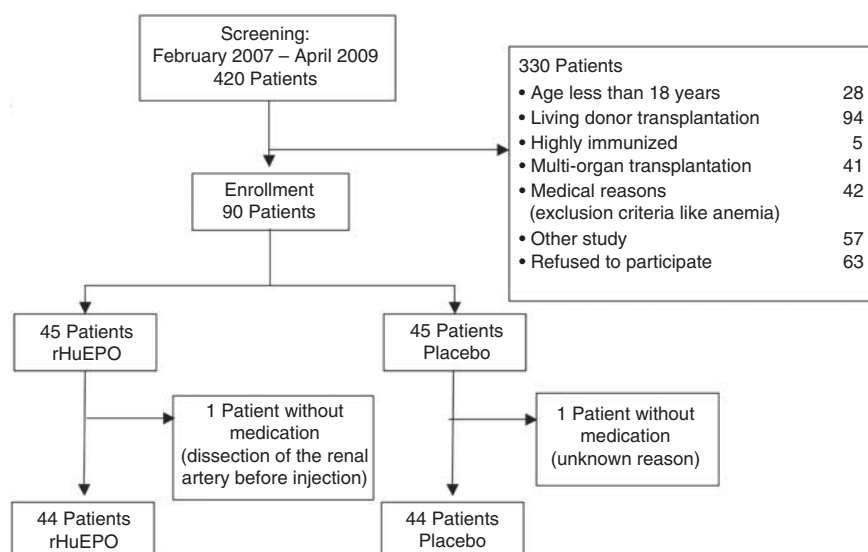 Screening:
February 2007 – April 2009
420 Patients
330 Patients
• Age less than 18 years 28
• Living donor transplantation 94
• Highly immunized 5
• Multi-organ transplantation 41
• Medical reasons 42
(exclusion criteria like anemia)
• Other study 57
• Refused to participate 63
Enrollment
90 Patients
45 Patients
rHuEPO
45 Patients
Placebo
1 Patient without
medication
(dissection of the renal
artery before injection)
1 Patient without
medication
(unknown reason)
44 Patients
rHuEPO
44 Patients
Placebo